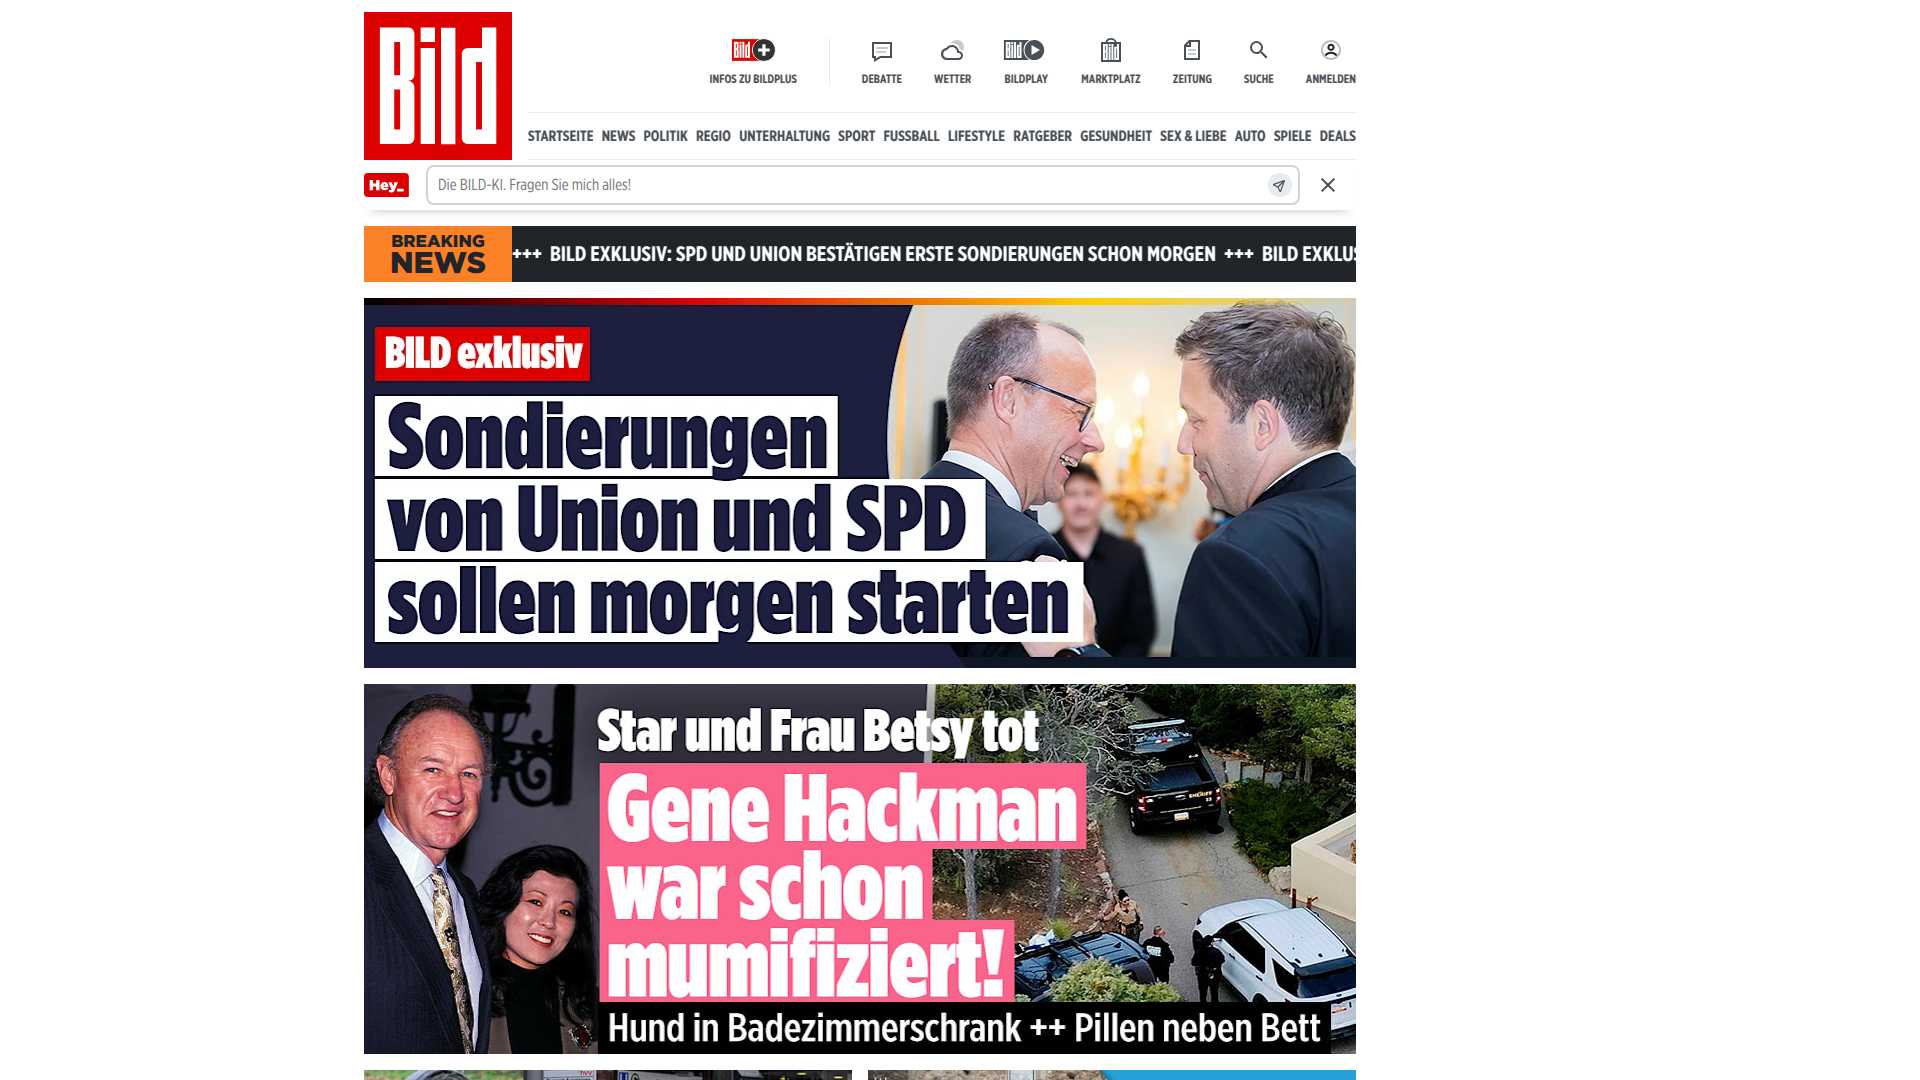 Bild
INFOS ZU BILDPLUS
DEBATTE
WETTER
BILDPLAY
MARKTPLATZ
ZEITUNG
SUCHE
ANMELDEN
STARTSEITE NEWS POLITIK REGIO UNTERHALTUNG SPORT FUSSBALL LIFESTYLE RATGEBER GESUNDHEIT SEX & LIEBE AUTO SPIELE DEALS
Hey_
Die BILD-KI. Fragen Sie mich alles!
BREAKING
NEWS
+++ BILD EXKLUSIV: SPD UND UNION BESTÄTIGEN ERSTE SONDIERUNGEN SCHON MORGEN +++ BILD EXKLUS
BILD exklusiv
Sondierungen
von Union und SPD
sollen morgen starten
Star und Frau Betsy tot
Gene Hackman
war schon
mumifiziert!
Hund in Badezimmerschrank ++ Pillen neben Bett
SHERIFF